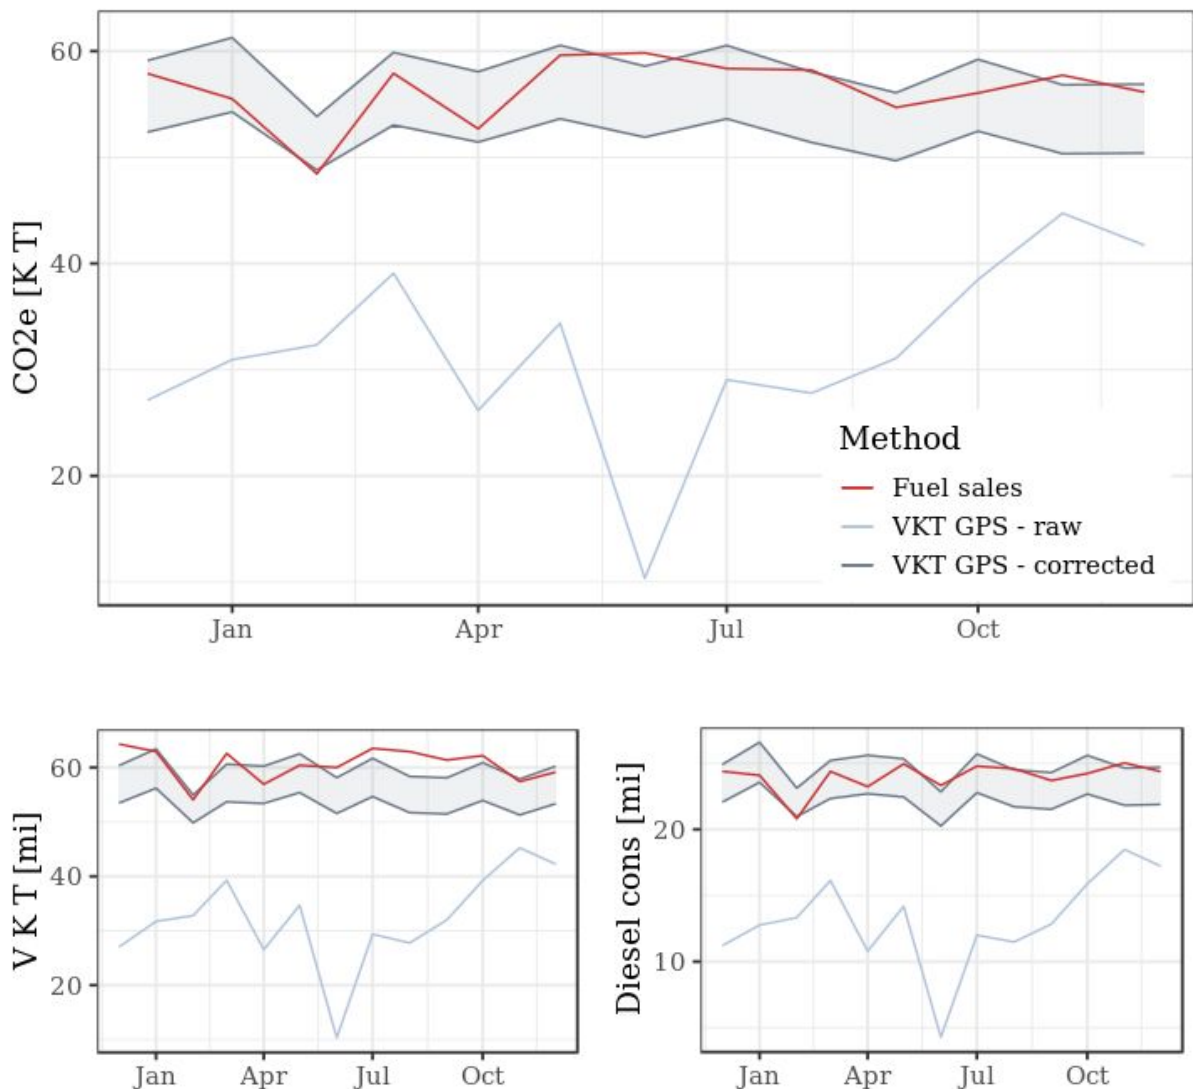 CO2e [K T]
60
40
20
Method
Fuel sales
VKT GPS - raw
VKT GPS - corrected
Jan Apr Jul Oct
V K T [mi]
60
40
20
Jan Apr Jul Oct
Diesel cons [mi]
20
10
Jan Apr Jul Oct